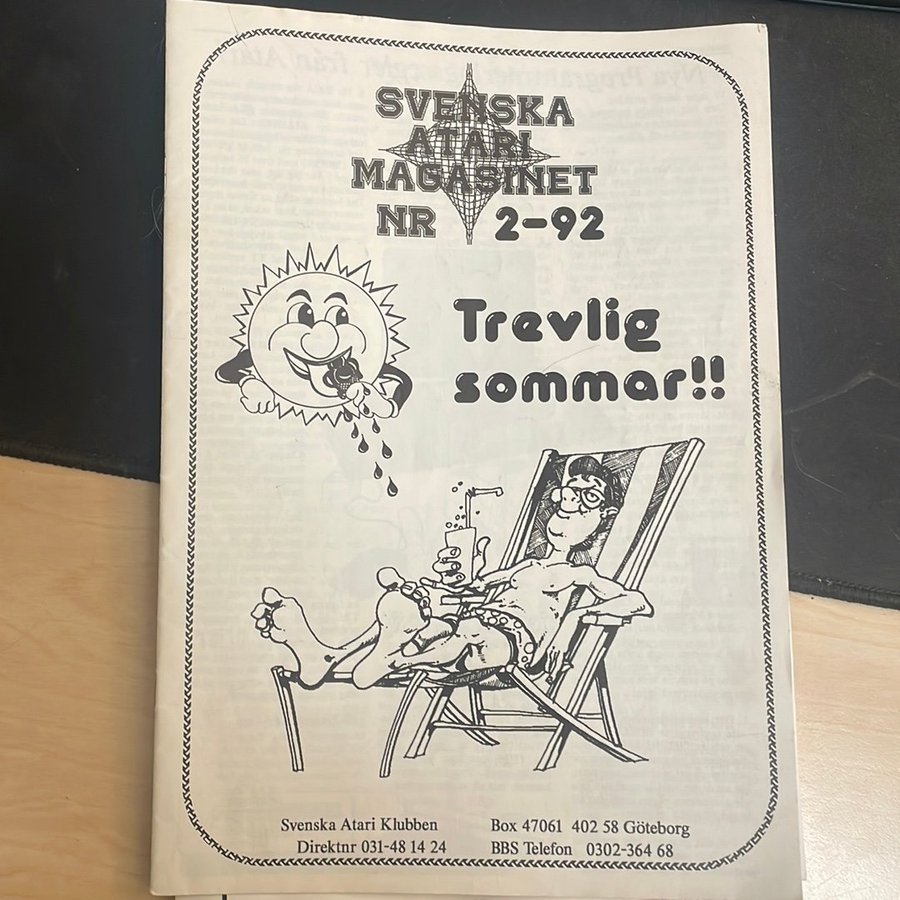 SVENSKA
ATARI
MAGASINET
NR 2-92
Trevlig
sommar!!
Svenska Atari Klubben
Direktnr 031-48 14 24
Box 47061 402 58 Göteborg
BBS Telefon 0302-364 68